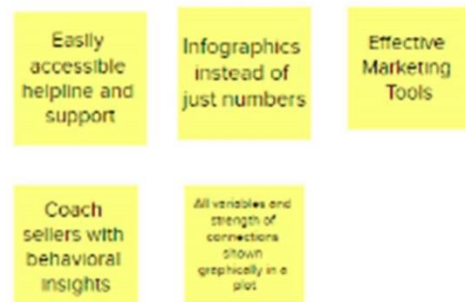 Easily
accessible
helpline and
support
Infographics
instead of
just numbers
Effective
Marketing
Tools
Coach
sellers with
behavioral
insights
All variables and
strength of
connections
shown
graphically in a
plot